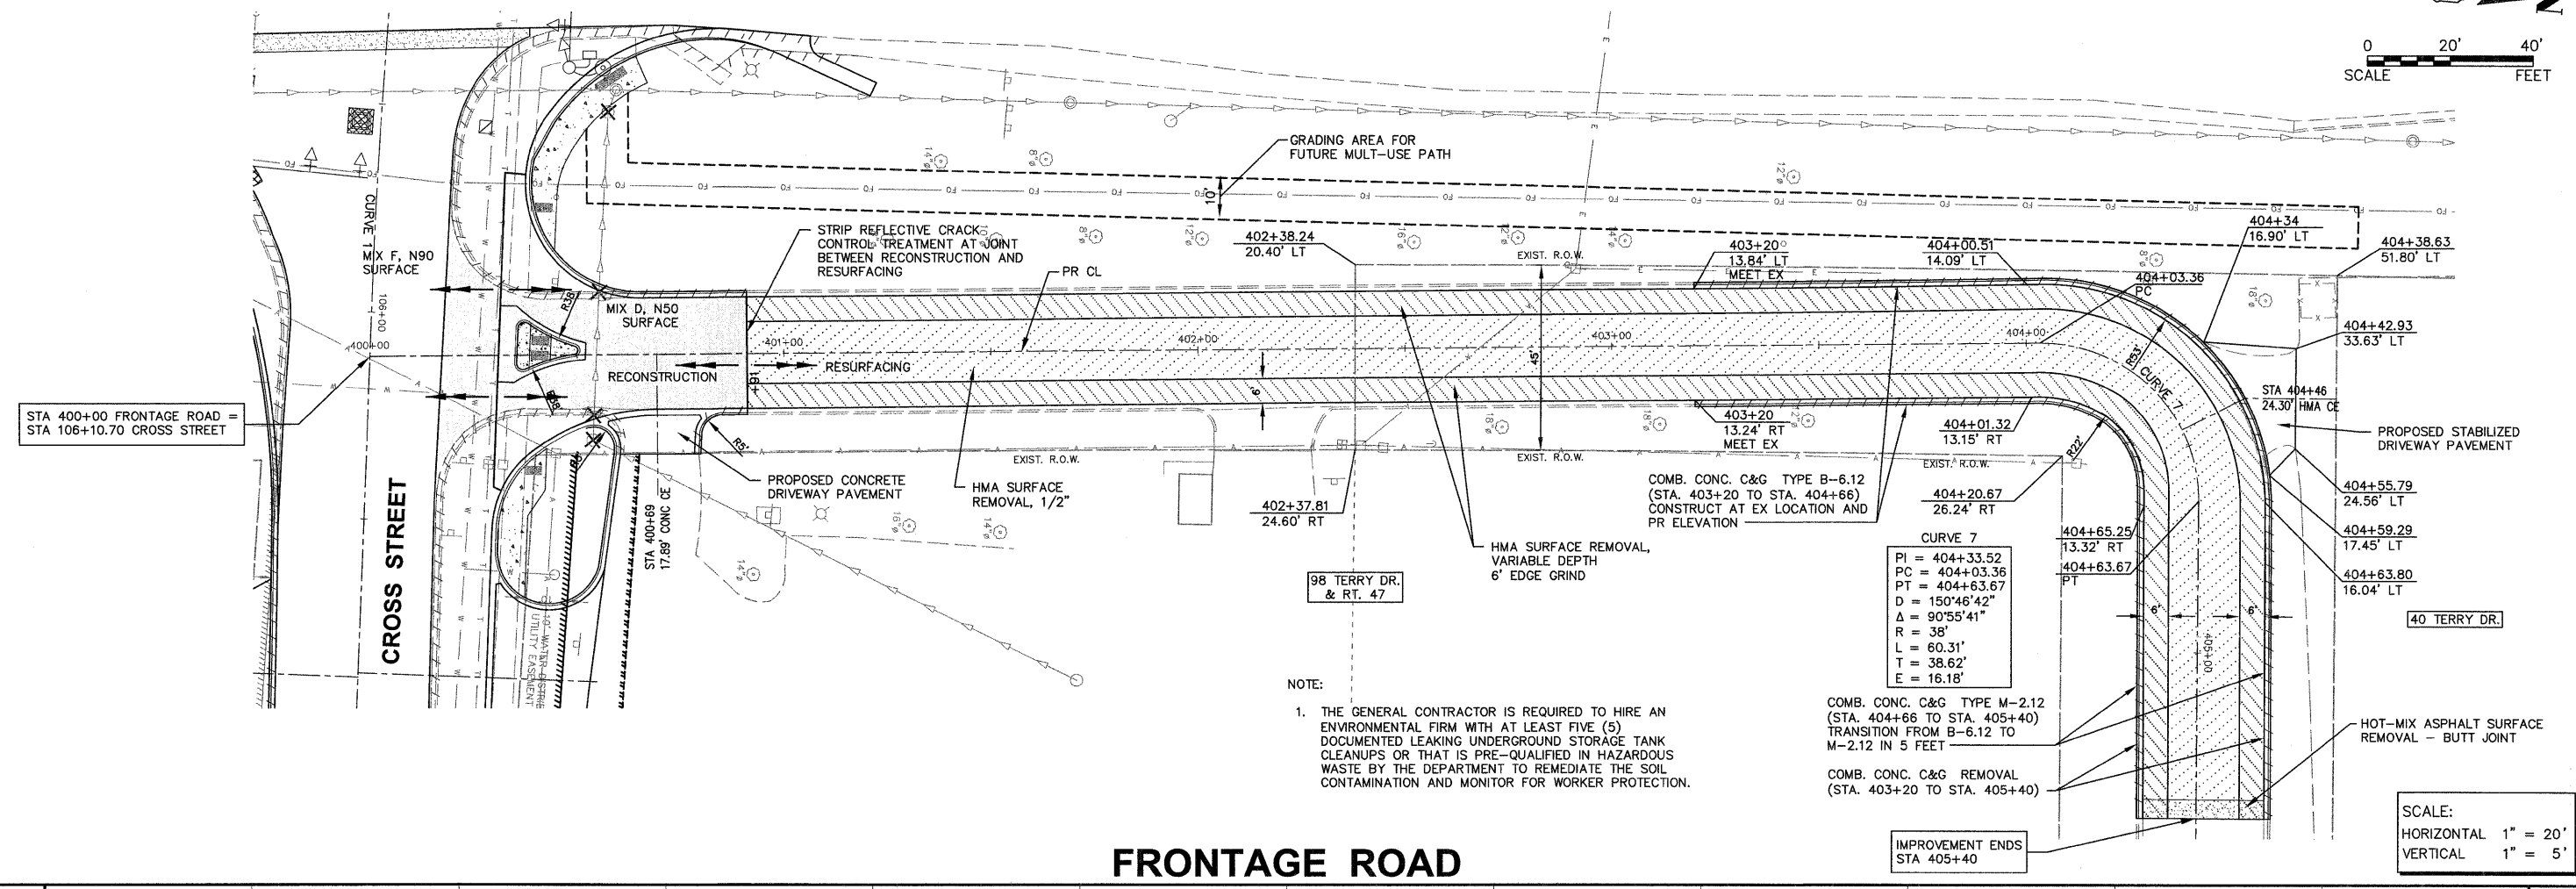 N
0 20' 40'
SCALE FEET
GRADING AREA FOR
FUTURE MULT-USE PATH
10'
CURVE 1
MIX F, N90
SURFACE
106+00
STRIP REFLECTIVE CRACK
CONTROL TREATMENT AT JOINT
BETWEEN RECONSTRUCTION AND
RESURFACING
PR CL
402+38.24
20.40' LT
EXIST. R.O.W.
403+20
13.84' LT
MEET EX
404+00.51
14.09' LT
404+03.36
PC
404+34
16.90' LT
404+38.63
51.80' LT
404+42.93
33.63' LT
MIX D, N50
SURFACE
R38'
R38'
400+00
401+00
402+00
403+00
404+00
405+00
RECONSTRUCTION
RESURFACING
+91
6'
45'
R53'
CURVE 7
R22'
STA 404+46
24.30' HMA CE
PROPOSED STABILIZED
DRIVEWAY PAVEMENT
STA 400+00 FRONTAGE ROAD =
STA 106+10.70 CROSS STREET
CROSS STREET
R5'
PROPOSED CONCRETE
DRIVEWAY PAVEMENT
STA 400+69
17.89' CONC CE
HMA SURFACE
REMOVAL, 1/2"
EXIST. R.O.W.
402+37.81
24.60' RT
EXIST. R.O.W.
403+20
13.24' RT
MEET EX
404+01.32
13.15' RT
EXIST. R.O.W.
404+20.67
26.24' RT
COMB. CONC. C&G TYPE B-6.12
(STA. 403+20 TO STA. 404+66)
CONSTRUCT AT EX LOCATION AND
PR ELEVATION
HMA SURFACE REMOVAL,
VARIABLE DEPTH
6' EDGE GRIND
98 TERRY DR.
& RT. 47
404+55.79
24.56' LT
404+59.29
17.45' LT
404+63.80
16.04' LT
404+65.25
13.32' RT
404+63.67
PT
CURVE 7
PI = 404+33.52
PC = 404+03.36
PT = 404+63.67
D = 150°46'42"
Δ = 90°55'41"
R = 38'
L = 60.31'
T = 38.62'
E = 16.18'
6'
6'
40 TERRY DR.
10' WATER DISTRICT
UTILITY EASEMENT
NOTE:
1. THE GENERAL CONTRACTOR IS REQUIRED TO HIRE AN
ENVIRONMENTAL FIRM WITH AT LEAST FIVE (5)
DOCUMENTED LEAKING UNDERGROUND STORAGE TANK
CLEANUPS OR THAT IS PRE-QUALIFIED IN HAZARDOUS
WASTE BY THE DEPARTMENT TO REMEDIATE THE SOIL
CONTAMINATION AND MONITOR FOR WORKER PROTECTION.
COMB. CONC. C&G TYPE M-2.12
(STA. 404+66 TO STA. 405+40)
TRANSITION FROM B-6.12 TO
M-2.12 IN 5 FEET
COMB. CONC. C&G REMOVAL
(STA. 403+20 TO STA. 405+40)
HOT-MIX ASPHALT SURFACE
REMOVAL - BUTT JOINT
IMPROVEMENT ENDS
STA 405+40
SCALE:
HORIZONTAL 1" = 20'
VERTICAL 1" = 5'
FRONTAGE ROAD